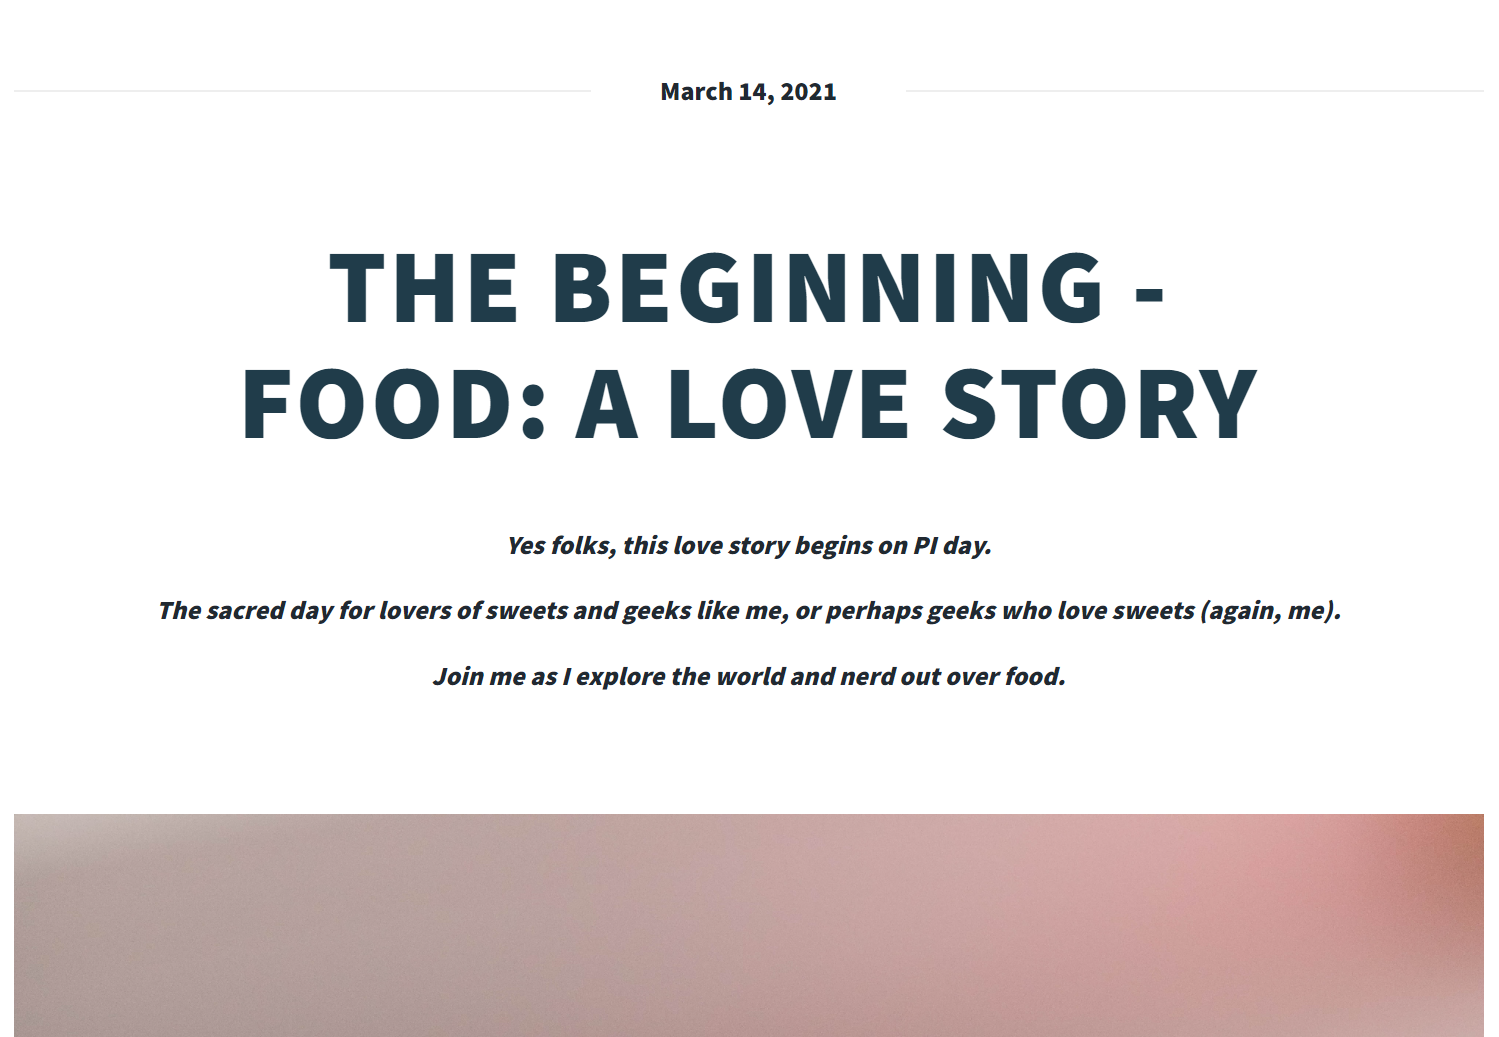 March 14, 2021
THE BEGINNING -
FOOD: A LOVE STORY
Yes folks, this love story begins on PI day.
The sacred day for lovers of sweets and geeks like me, or perhaps geeks who love sweets (again, me).
Join me as I explore the world and nerd out over food.